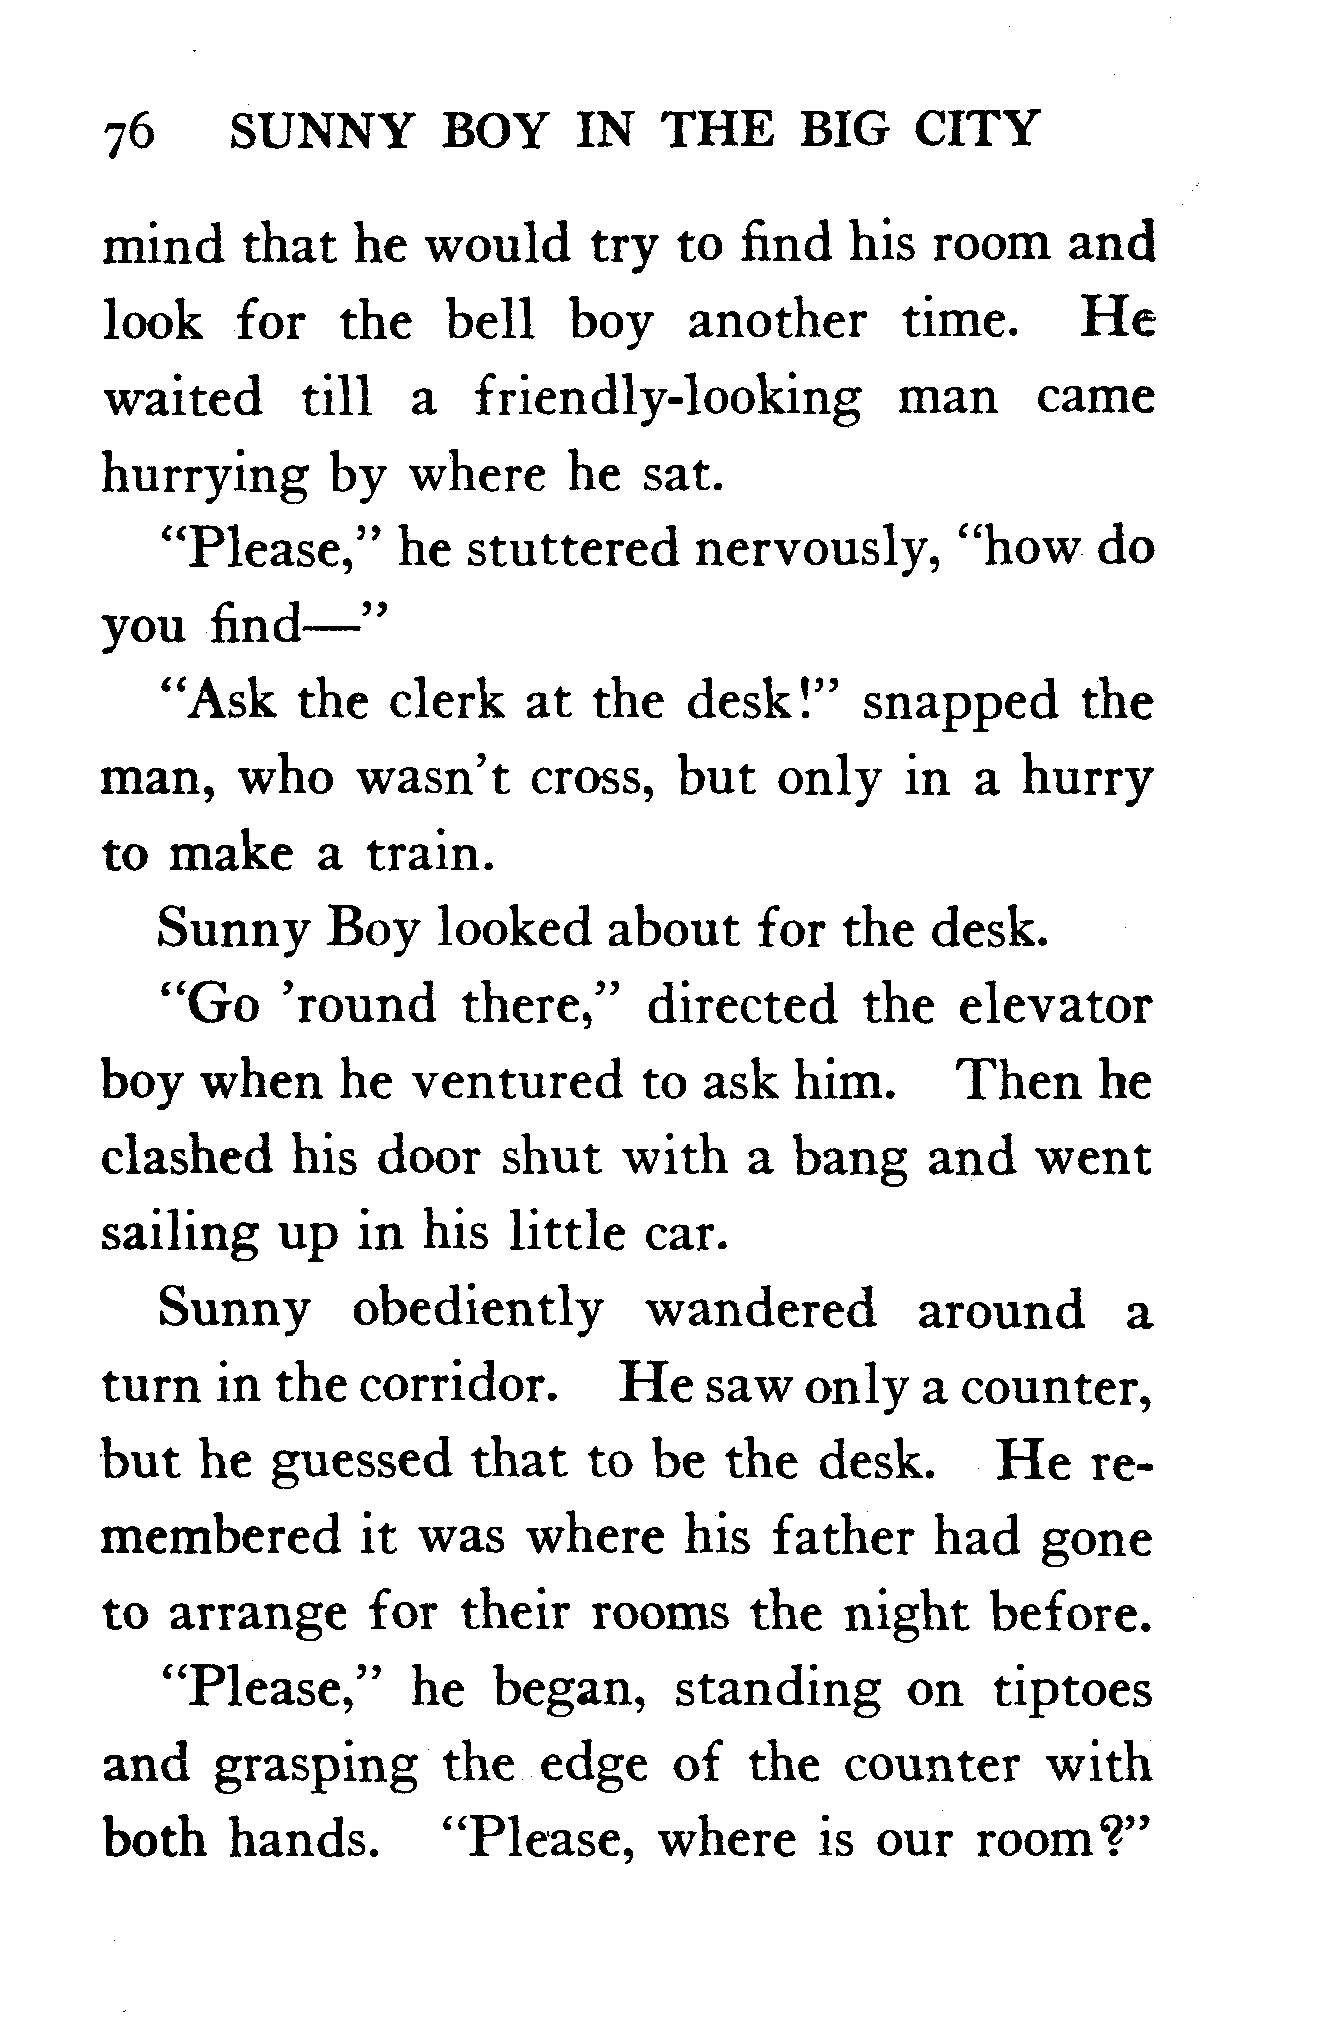 76 SUNNY BOY IN THE BIG CITY
mind that he would try to find his room and
look for the bell boy another time. He
waited till a friendly-looking man came
hurrying by where he sat.
"Please," he stuttered nervously, "how do
you find—"
"Ask the clerk at the desk!" snapped the
man, who wasn't cross, but only in a hurry
to make a train.
Sunny Boy looked about for the desk.
"Go 'round there," directed the elevator
boy when he ventured to ask him. Then he
clashed his door shut with a bang and went
sailing up in his little car.
Sunny obediently wandered around a
turn in the corridor. He saw only a counter,
but he guessed that to be the desk. He re-
membered it was where his father had gone
to arrange for their rooms the night before.
"Please," he began, standing on tiptoes
and grasping the edge of the counter with
both hands. "Please, where is our room?"